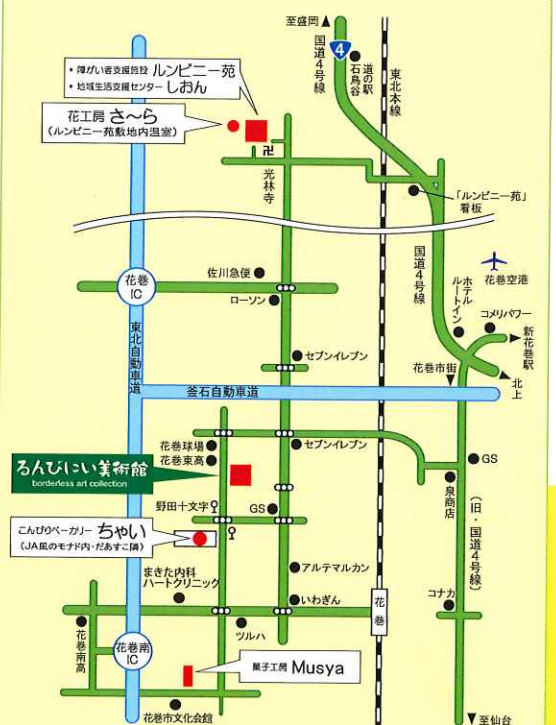 至盛岡
国道4号線
4
道の駅
石鳥谷
東北本線
・障がい者支援施設 ルンビニー苑
・地域生活支援センター しおん
花工房 さ〜ら
(ルンビニー苑敷地内温室)
卍
光林寺
「ルンビニー苑」
看板
国道4号線
花巻空港
花巻
IC
佐川急便
ローソン
ホテル
ルートイン
コメリパワー
新花巻駅
東北自動車道
セブンイレブン
花巻市街
北上
釜石自動車道
花巻球場
花巻東高
セブンイレブン
るんびにい美術館
borderless art collection
GS
泉商店
野田十文字
GS
(旧・国道4号線)
こんびりベーカリー ちゃい
(JA風のモナド内・だあすこ隣)
まきた内科
ハートクリニック
アルテマルカン
いわぎん
花巻
コナカ
花巻南高
ツルハ
花巻南
IC
菓子工房 Musya
花巻市文化会館
至仙台